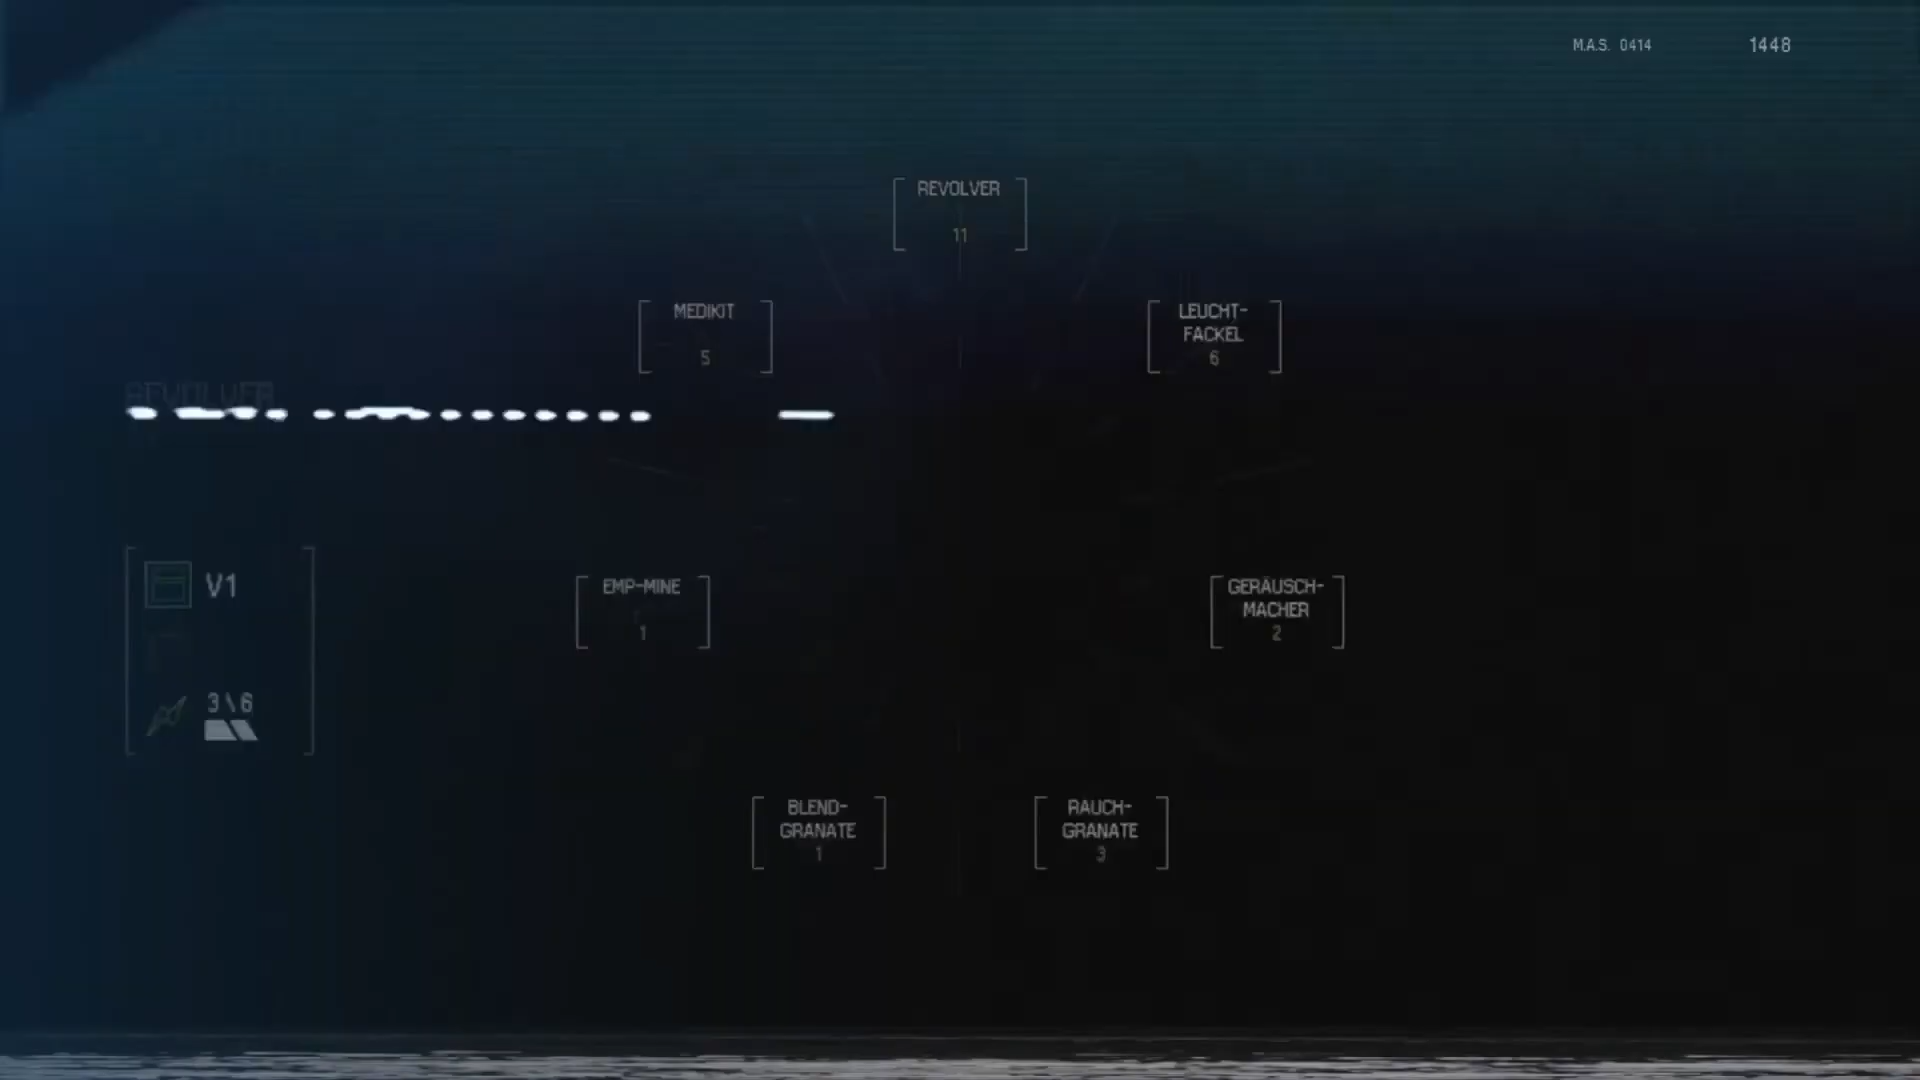 M.A.S. 0414
1448
REVOLVER
11
MEDIKIT
5
LEUCHT-
FACKEL
6
REVOLVER
EMP-MINE
1
GERÄUSCH-
MACHER
2
V1
3\6
BLEND-
GRANATE
1
RAUCH-
GRANATE
3